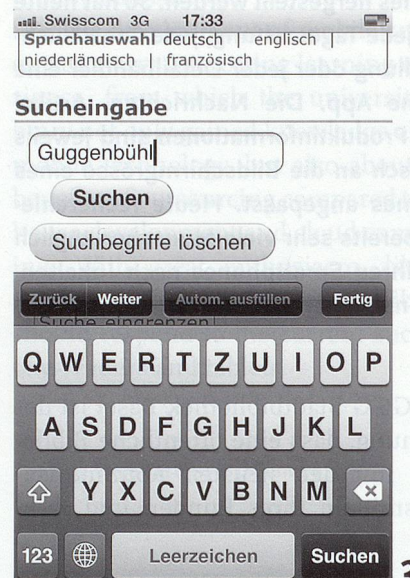 Swisscom 3G 17:33
Sprachauswahl deutsch | englisch
niederländisch | französisch
Sucheingabe
Guggenbühl
Suchen
Suchbegriffe löschen
Zurück Weiter Autom. ausfüllen Fertig
Suche eingrenzen
Q W E R T Z U I O P
A S D F G H J K L
Y X C V B N M
123 Leerzeichen Suchen